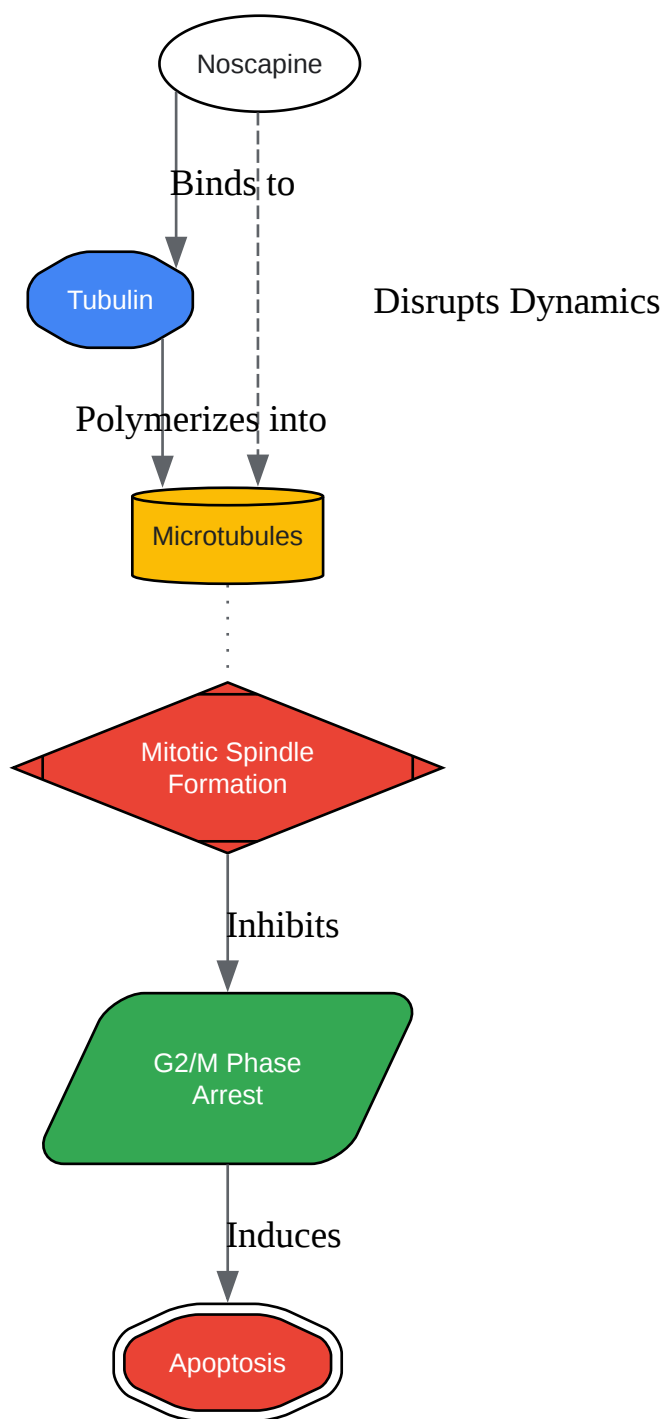 Noscapine
Binds to
Tubulin
Disrupts Dynamics
Polymerizes into
Microtubules
Mitotic Spindle
Formation
Inhibits
G2/M Phase
Arrest
Induces
Apoptosis